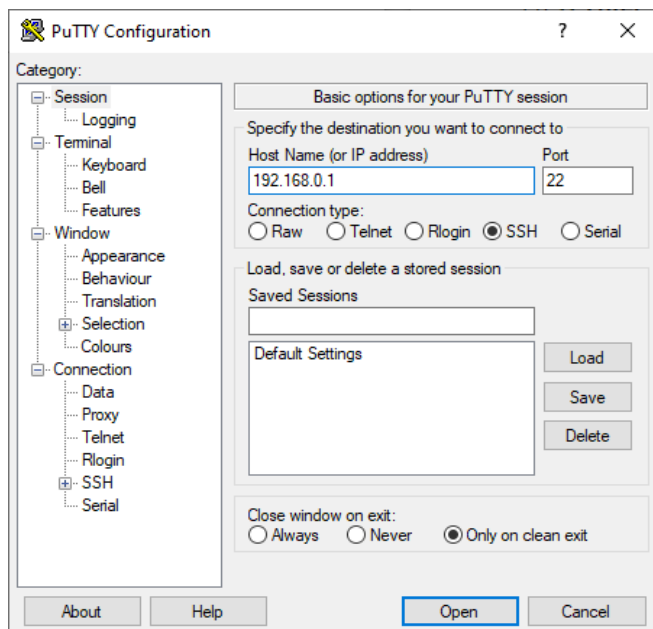 PuTTY Configuration
?
Category:
Session
Logging
Terminal
Keyboard
Bell
Features
Window
Appearance
Behaviour
Translation
Selection
Colours
Connection
Data
Proxy
Telnet
Rlogin
SSH
Serial
Basic options for your PuTTY session
Specify the destination you want to connect to
Host Name (or IP address) Port
192.168.0.1 22
Connection type:
Raw Telnet Rlogin SSH Serial
Load, save or delete a stored session
Saved Sessions
Default Settings
Load
Save
Delete
Close window on exit:
Always Never Only on clean exit
About Help Open Cancel